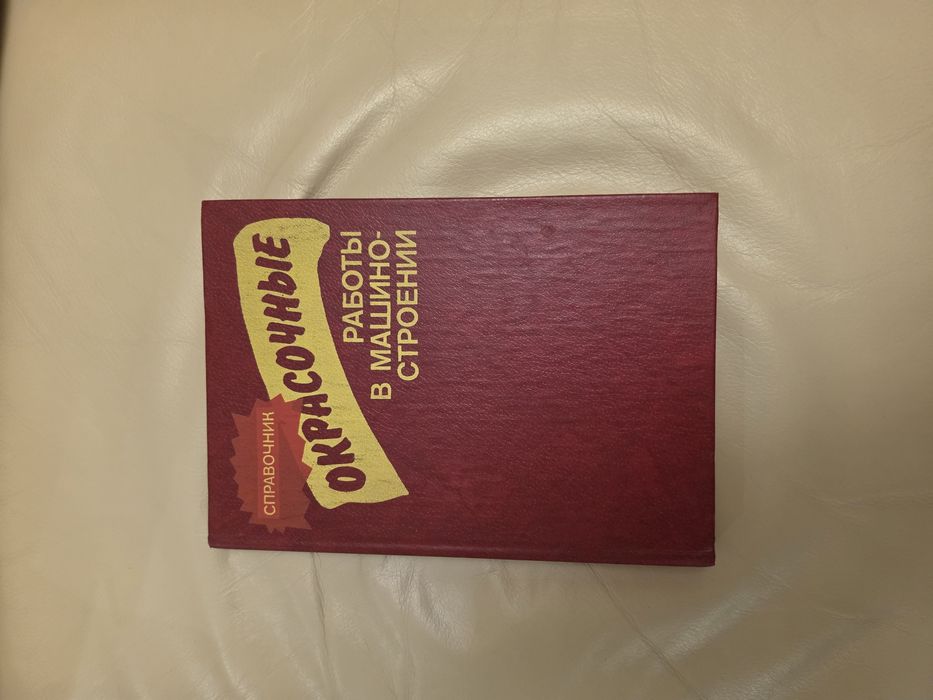 СПРАВОЧНИК
ОКРАСОЧНЫЕ
РАБОТЫ
В МАШИНО-
СТРОЕНИИ